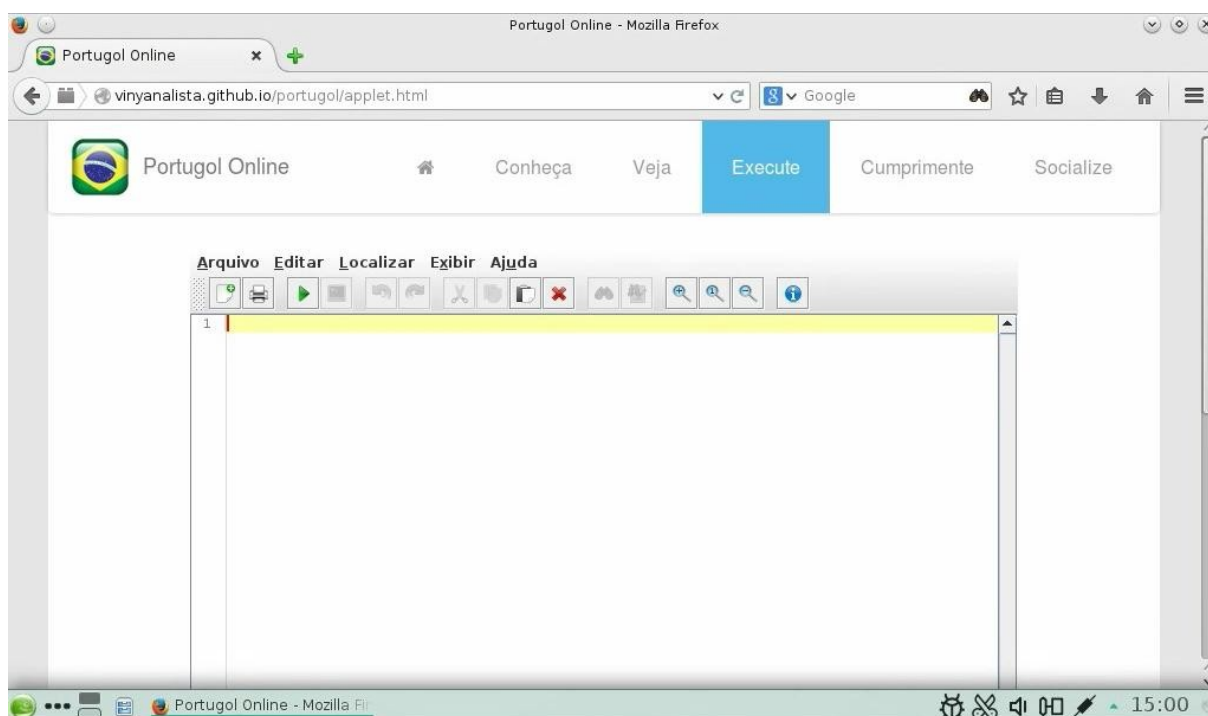 Portugol Online - Mozilla Firefox
Portugol Online
vinyanalista.github.io/portugol/applet.html
Google
Portugol Online
Conheça
Veja
Execute
Cumprimente
Socialize
Arquivo Editar Localizar Exibir Ajuda
1
Portugol Online - Mozilla Fir
15:00